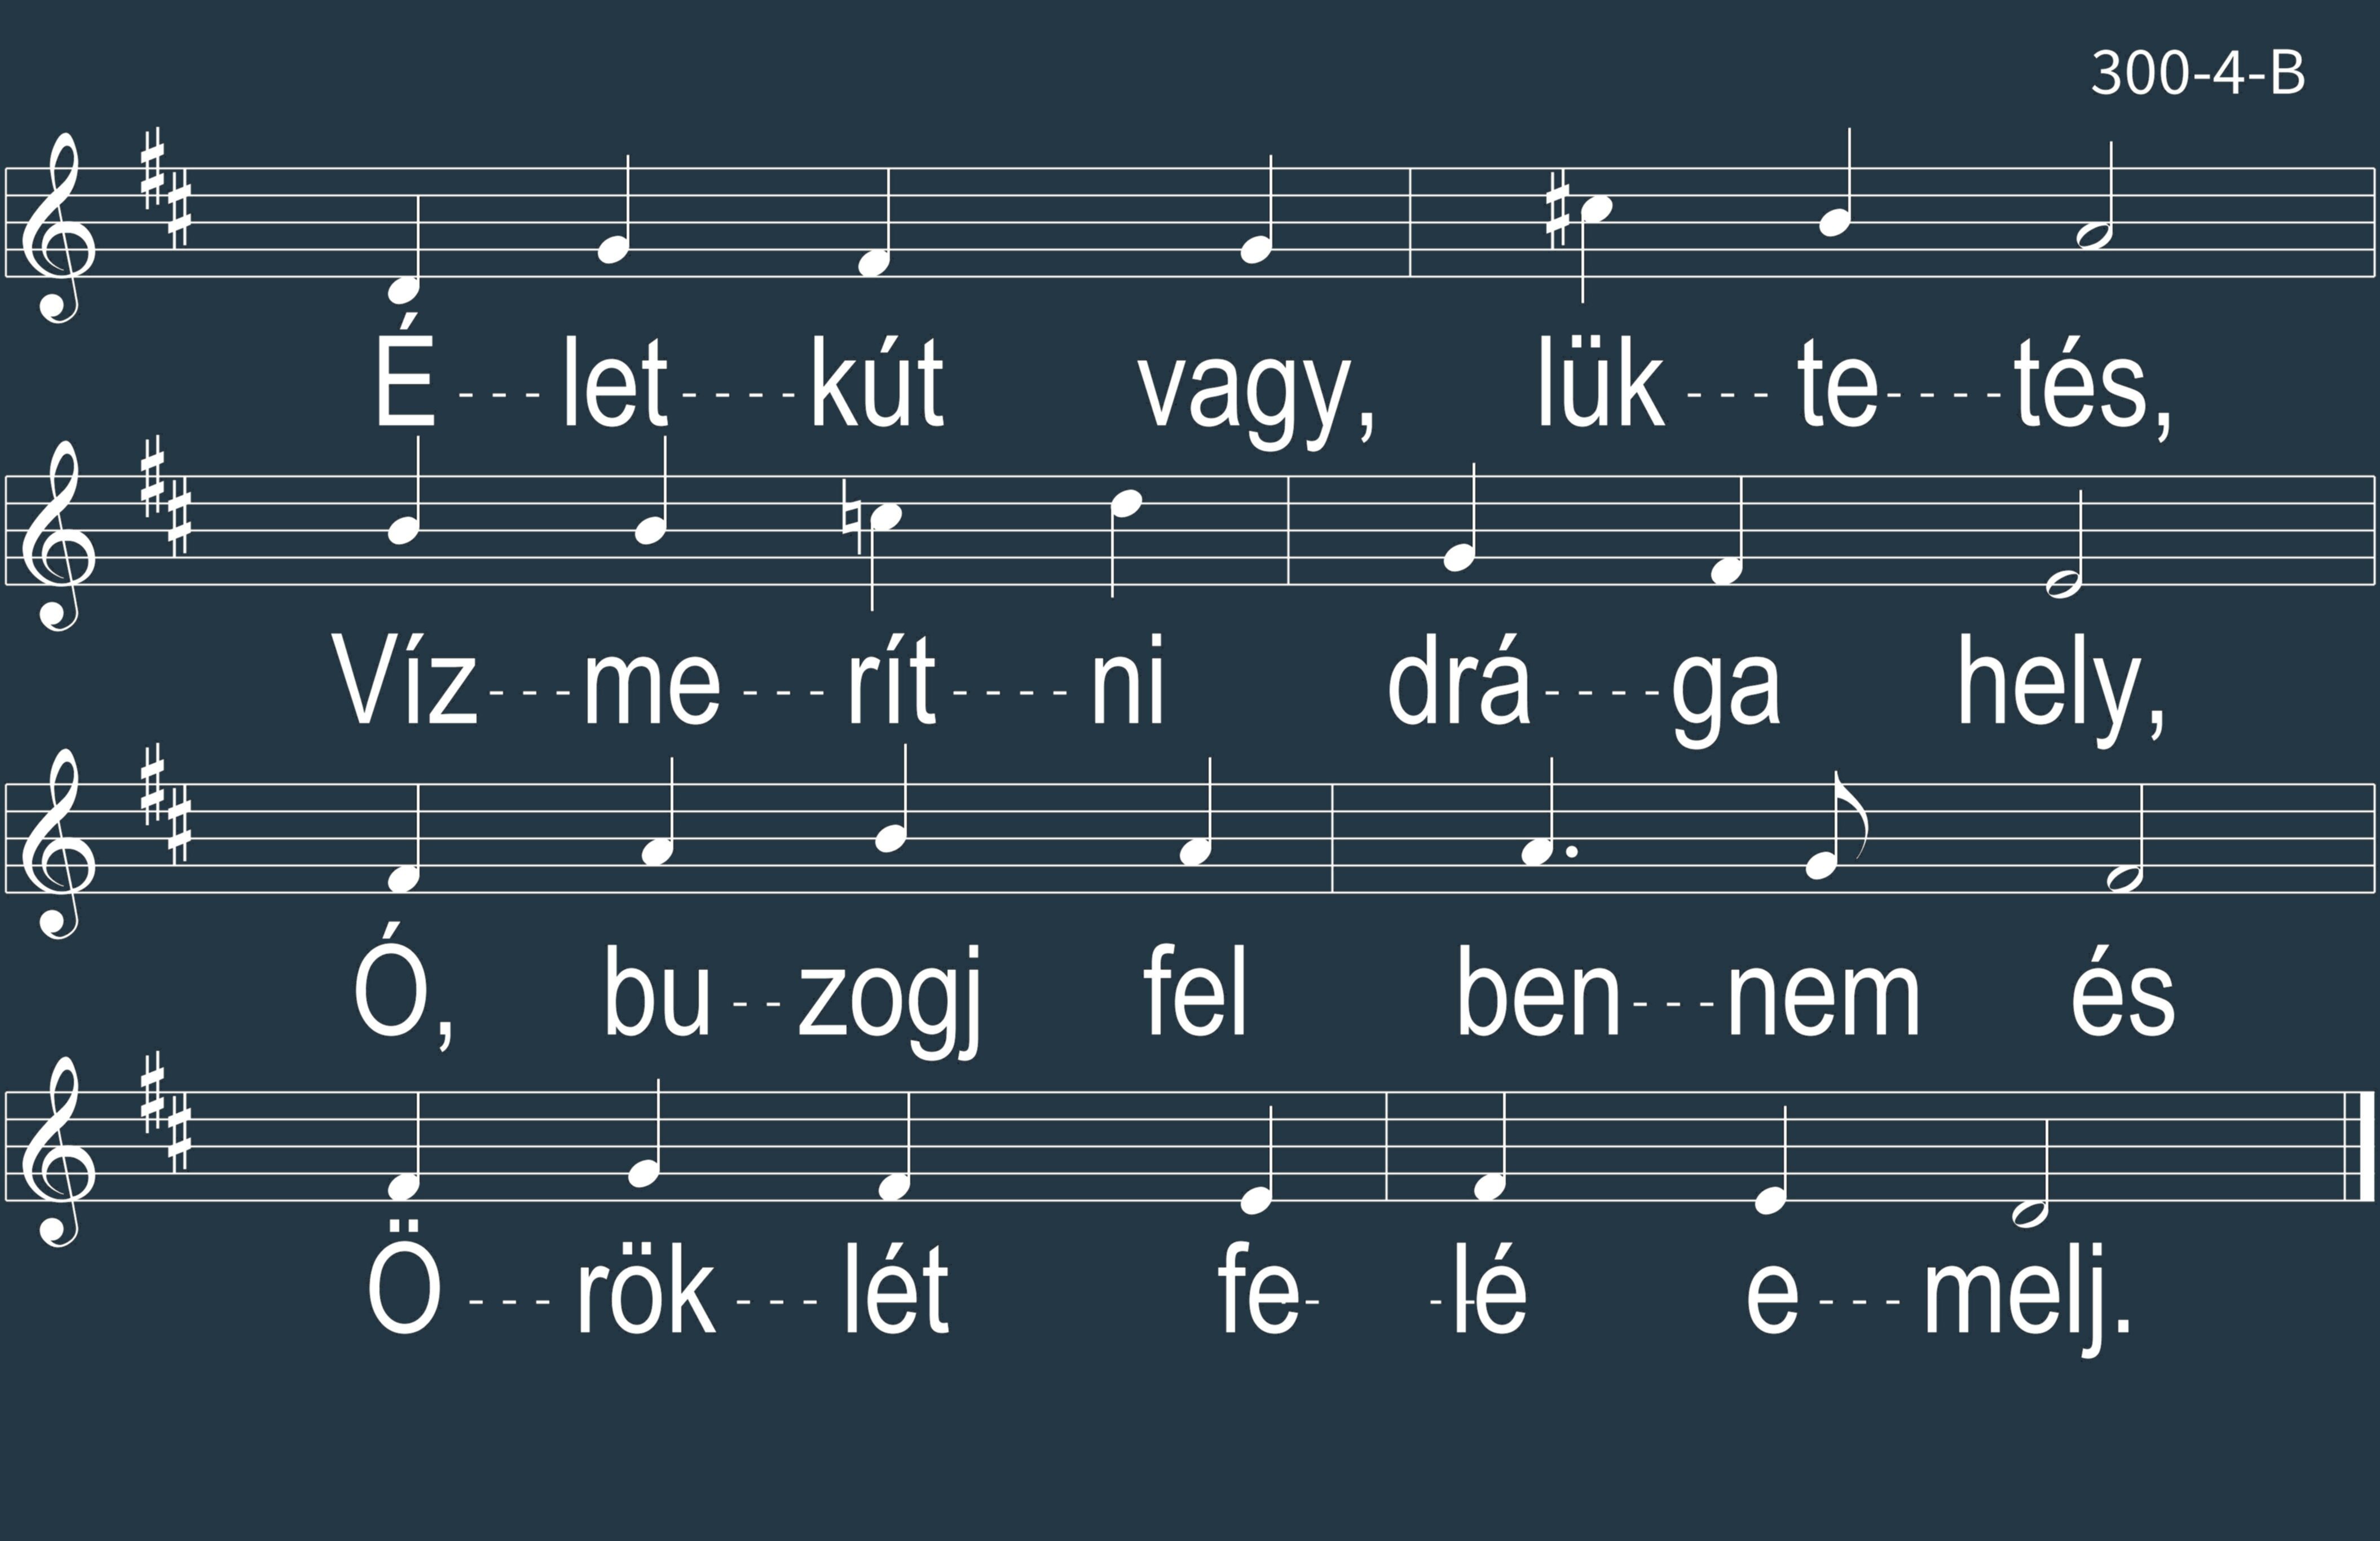 300-4-B
É---let----kút vagy, lük---te----tés,
Víz---me---rít----ni drá----ga hely,
Ó, bu--zogj fel ben---nem és
Ö---rök---lét fe- --lé e---melj.